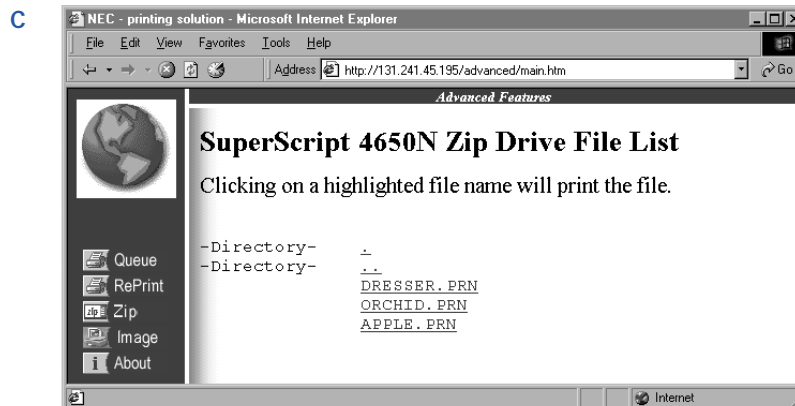 C
NEC - printing solution - Microsoft Internet Explorer
File Edit View Favorites Tools Help
Address http://131.241.45.195/advanced/main.htm Go
Advanced Features
SuperScript 4650N Zip Drive File List
Clicking on a highlighted file name will print the file.
-Directory- .
-Directory- ..
DRESSER.PRN
ORCHID.PRN
APPLE.PRN
Queue
RePrint
zip Zip
Image
i About
Internet